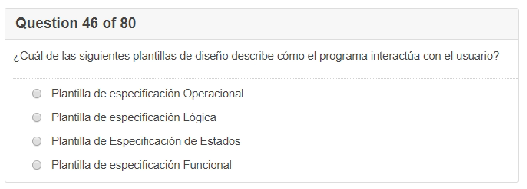 Question 46 of 80
¿Cuál de las siguientes plantillas de diseño describe cómo el programa interactúa con el usuario?
Plantilla de especificación Operacional
Plantilla de especificación Lógica
Plantilla de Especificación de Estados
Plantilla de especificación Funcional